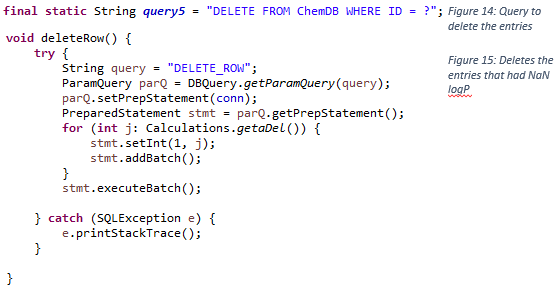 final static String query5 = "DELETE FROM ChemDB WHERE ID = ?";
void deleteRow() {
    try {
        String query = "DELETE_ROW";
        ParamQuery parQ = DBQuery.getParamQuery(query);
        parQ.setPrepStatement(conn);
        PreparedStatement stmt = parQ.getPrepStatement();
        for (int j: Calculations.getaDel()) {
            stmt.setInt(1, j);
            stmt.addBatch();
        }
        stmt.executeBatch();
    } catch (SQLException e) {
        e.printStackTrace();
    }
}
Figure 14: Query to
delete the entries
Figure 15: Deletes the
entries that had NaN
logP